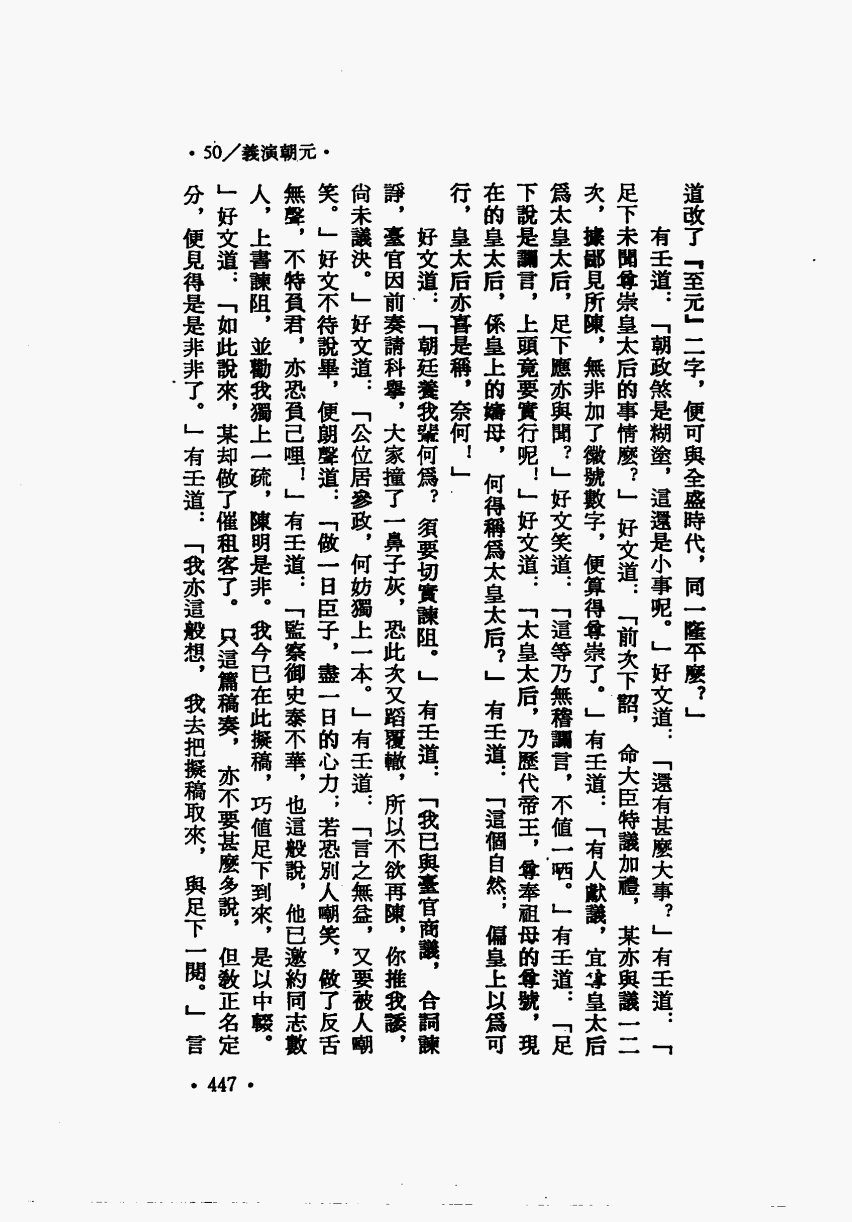 •50／義演朝元•
道改了『至元』二字，便可與全盛時代，同一隆平麼？」
有壬道：「朝政煞是糊塗，這還是小事呢。」好文道：「還有甚麼大事？」有壬道：「
足下未聞尊崇皇太后的事情麼？」好文道：「前次下詔，命大臣特議加禮，某亦與議一二
次，據鄙見所陳，無非加了徽號數字，便算得尊崇了。」有壬道：「有人獻議，宜尊皇太后
爲太皇太后，足下應亦與聞？」好文笑道：「這等乃無稽讕言，不值一哂。」有壬道：「足
下說是讕言，上頭竟要實行呢！」好文道：「太皇太后，乃歷代帝王，尊奉祖母的尊號，現
在的皇太后，係皇上的嬸母，何得稱爲太皇太后？」有壬道：「這個自然；偏皇上以爲可
行，皇太后亦喜是稱，奈何！」
好文道：「朝廷養我輩何爲？須要切實諫阻。」有壬道：「我已與臺官商議，合詞諫
諍，臺官因前奏請科舉，大家撞了一鼻子灰，恐此次又蹈覆轍，所以不欲再陳，你推我諉，
尙未議決。」好文道：「公位居參政，何妨獨上一本。」有壬道：「言之無益，又要被人嘲
笑。」好文不待說畢，便朗聲道：「做一日臣子，盡一日的心力；若恐別人嘲笑，做了反舌
無聲，不特負君，亦恐負己哩！」有壬道：「監察御史泰不華，也這般說，他已邀約同志數
人，上書諫阻，並勸我獨上一疏，陳明是非。我今已在此擬稿，巧値足下到來，是以中輟。
」好文道：「如此說來，某却做了催租客了。只這篇稿奏，亦不要甚麼多說，但敎正名定
分，便見得是是非非了。」有壬道：「我亦這般想，我去把擬稿取來，與足下一閱。」言
•447•